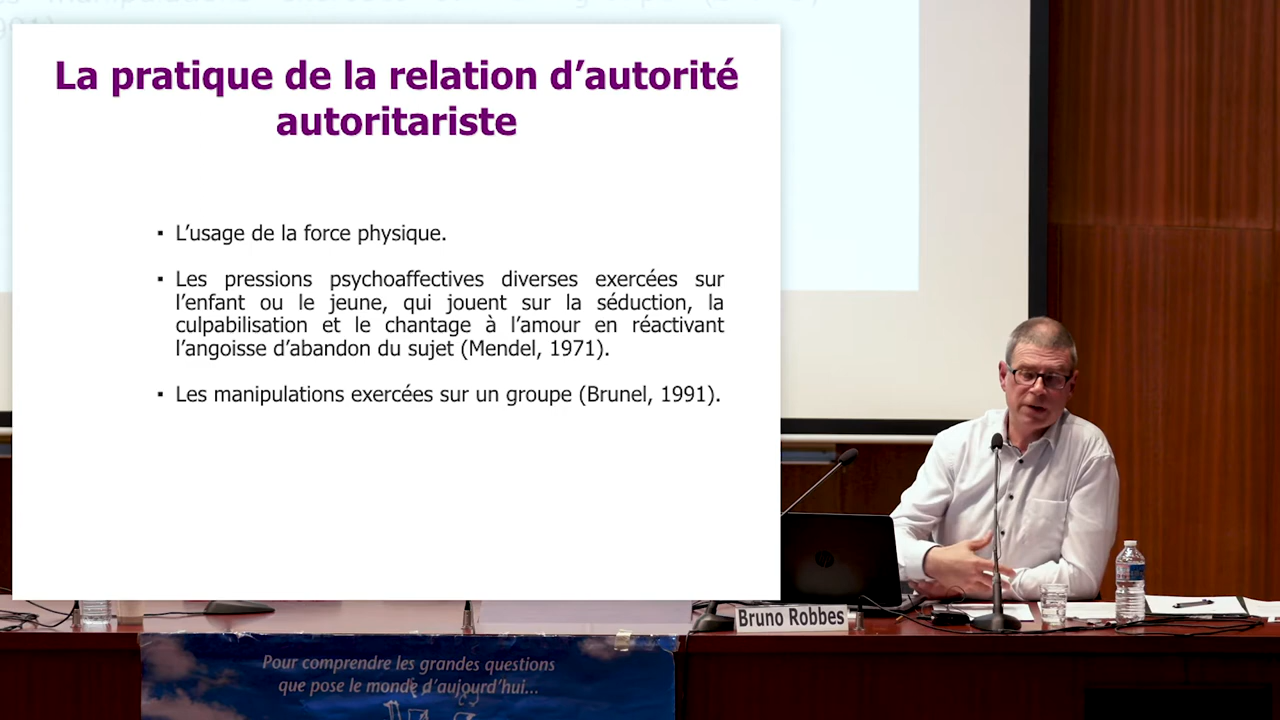 La pratique de la relation d’autorité
autoritariste
▪ L’usage de la force physique.
▪ Les pressions psychoaffectives diverses exercées sur
l’enfant ou le jeune, qui jouent sur la séduction, la
culpabilisation et le chantage à l’amour en réactivant
l’angoisse d’abandon du sujet (Mendel, 1971).
▪ Les manipulations exercées sur un groupe (Brunel, 1991).
Bruno Robbes
Pour comprendre les grandes questions
que pose le monde d’aujourd’hui...